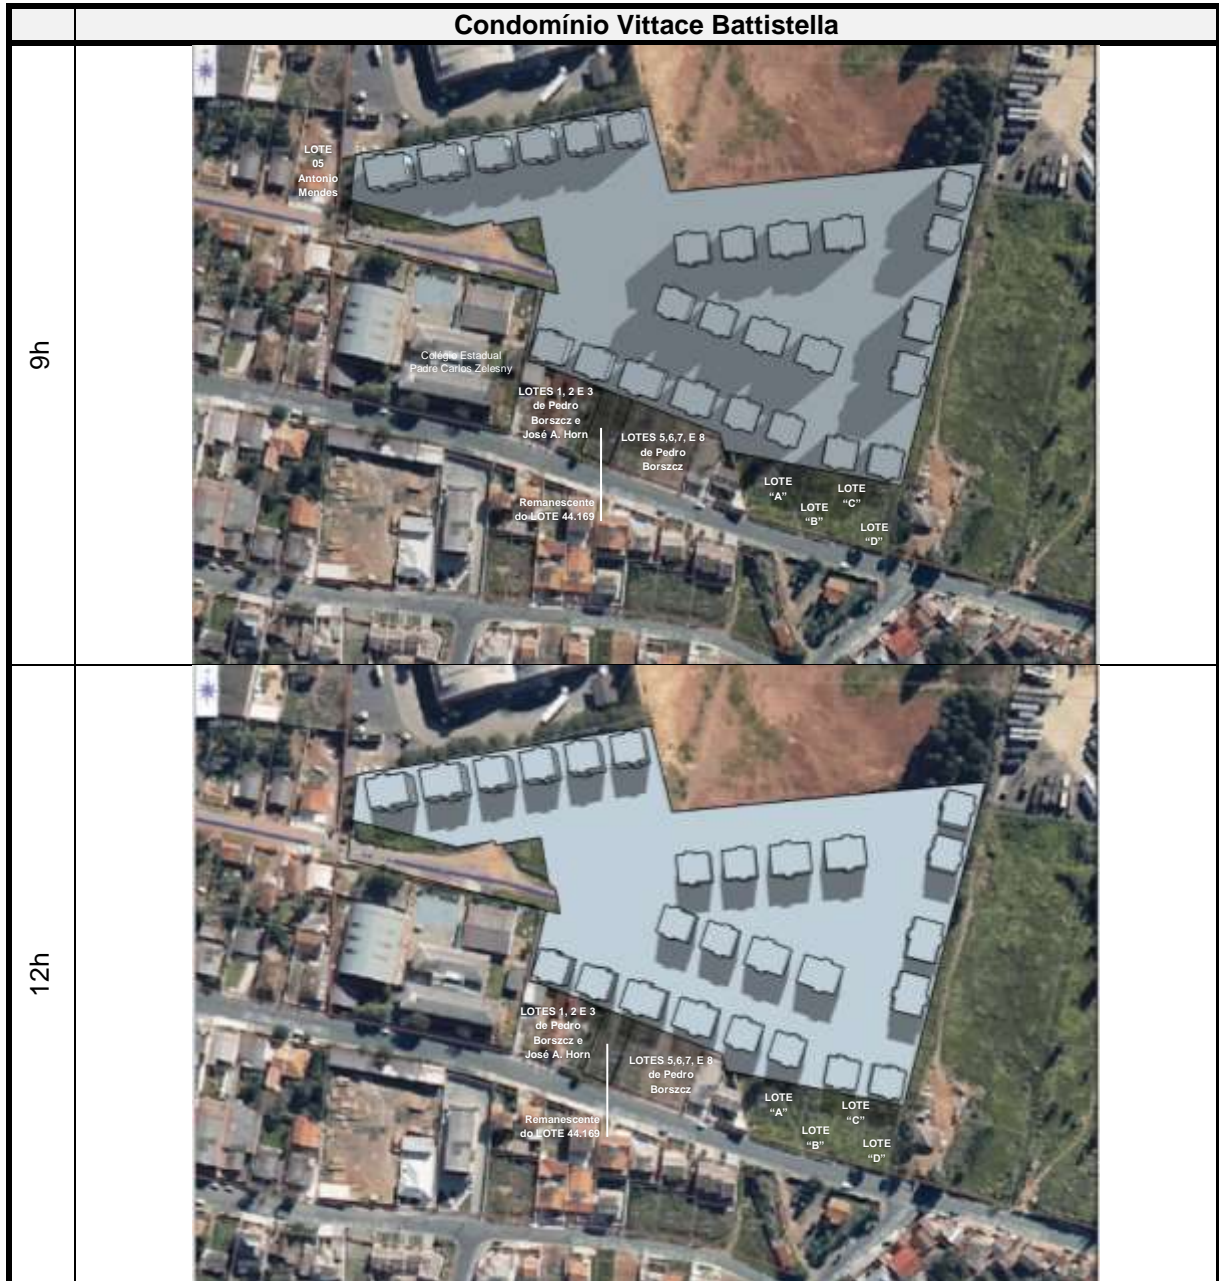 Condomínio Vittace Battistella
9h
LOTE
05
Antonio
Mendes
Colégio Estadual
Padre Carlos Zelesny
LOTES 1, 2 E 3
de Pedro
Borszcz e
José A. Horn
LOTES 5,6,7, E 8
de Pedro
Borszcz
Remanescente
do LOTE 44.169
LOTE
“A”
LOTE
“B”
LOTE
“C”
LOTE
“D”
12h
LOTES 1, 2 E 3
de Pedro
Borszcz e
José A. Horn
LOTES 5,6,7, E 8
de Pedro
Borszcz
Remanescente
do LOTE 44.169
LOTE
“A”
LOTE
“B”
LOTE
“C”
LOTE
“D”